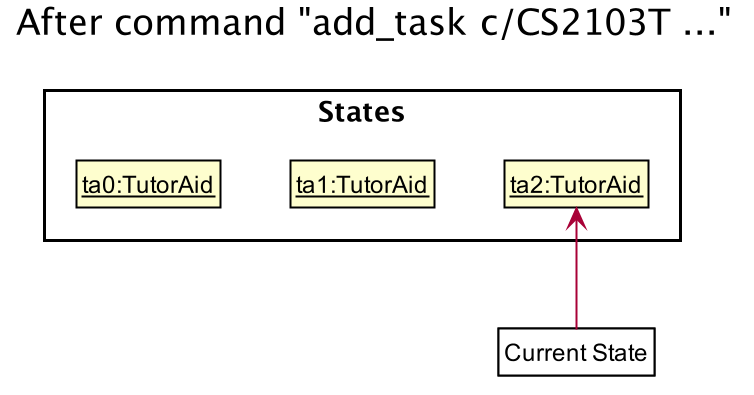 After command "add_task c/CS2103T ..."
States
ta0:TutorAid
ta1:TutorAid
ta2:TutorAid
Current State